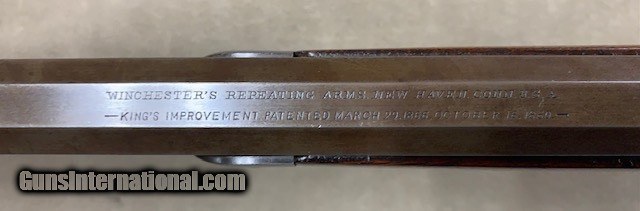 WINCHESTER'S REPEATING ARMS. NEW HAVEN. CONN. U.S.A.
—KING'S IMPROVEMENT PATENTED MARCH 29. 1866. OCTOBER 16. 1860.—
GunsInternational.com